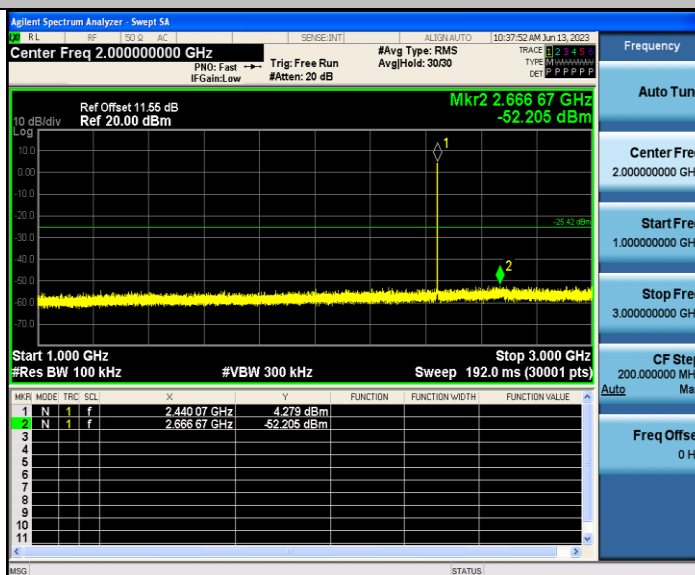 Agilent Spectrum Analyzer - Swept SA
RL RF 50 Ω AC SENSE:INT ALIGN AUTO 10:37:52 AM Jun 13, 2023
Center Freq 2.000000000 GHz
PNO: Fast
IFGain:Low
Trig: Free Run
#Atten: 20 dB
#Avg Type: RMS
Avg|Hold: 30/30
TRACE 1 2 3 4 5 6
TYPE M W W W W W
DET P P P P P P
Ref Offset 11.55 dB
Ref 20.00 dBm
10 dB/div
Log
Mkr2 2.666 67 GHz
-52.205 dBm
10.0
0.00
-10.0
-20.0
-30.0
-40.0
-50.0
-60.0
-70.0
1
-25.42 dBm
2
Start 1.000 GHz
Stop 3.000 GHz
#Res BW 100 kHz #VBW 300 kHz Sweep 192.0 ms (30001 pts)
MKR MODE TRC SCL X Y FUNCTION FUNCTION WIDTH FUNCTION VALUE
1 N 1 f 2.440 07 GHz 4.279 dBm
2 N 1 f 2.666 67 GHz -52.205 dBm
3
4
5
6
7
8
9
10
11
MSG STATUS
Frequency
Auto Tun
Center Fre
2.000000000 GH
Start Fre
1.000000000 GH
Stop Fre
3.000000000 GH
CF Ste
200.000000 MH
Auto Ma
Freq Offse
0 H